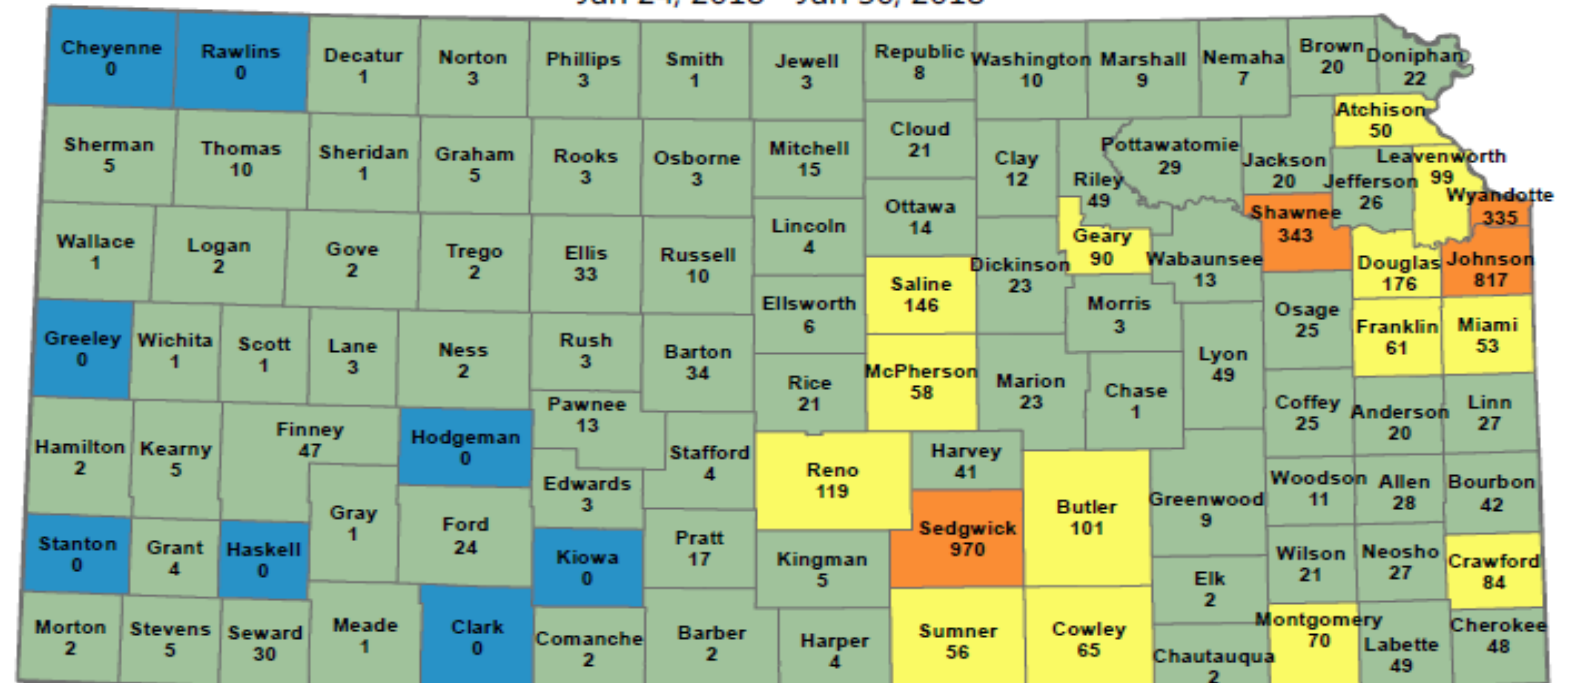 Cheyenne
0
Rawlins
0
Decatur
1
Norton
3
Phillips
3
Smith
1
Jewell
3
Republic
8
Washington
10
Marshall
9
Nemaha
7
Brown
20
Doniphan
22
Atchison
50
Sherman
5
Thomas
10
Sheridan
1
Graham
5
Rooks
3
Osborne
3
Mitchell
15
Cloud
21
Clay
12
Riley
49
Pottawatomie
29
Jackson
20
Jefferson
26
Leavenworth
99
Wyandotte
335
Wallace
1
Logan
2
Gove
2
Trego
2
Ellis
33
Russell
10
Lincoln
4
Ottawa
14
Saline
146
Dickinson
23
Geary
90
Wabaunsee
13
Shawnee
343
Douglas
176
Johnson
817
Greeley
0
Wichita
1
Scott
1
Lane
3
Ness
2
Rush
3
Barton
34
Ellsworth
6
Rice
21
McPherson
58
Marion
23
Morris
3
Chase
1
Lyon
49
Osage
25
Franklin
61
Miami
53
Hamilton
2
Kearny
5
Finney
47
Hodgeman
0
Pawnee
13
Stafford
4
Edwards
3
Reno
119
Harvey
41
Coffey
25
Anderson
20
Linn
27
Stanton
0
Grant
4
Haskell
0
Gray
1
Ford
24
Kiowa
0
Pratt
17
Kingman
5
Sedgwick
970
Butler
101
Greenwood
9
Woodson
11
Allen
28
Bourbon
42
Wilson
21
Neosho
27
Crawford
84
Morton
2
Stevens
5
Seward
30
Meade
1
Clark
0
Comanche
2
Barber
2
Harper
4
Sumner
56
Cowley
65
Elk
2
Chautauqua
2
Montgomery
70
Labette
49
Cherokee
48